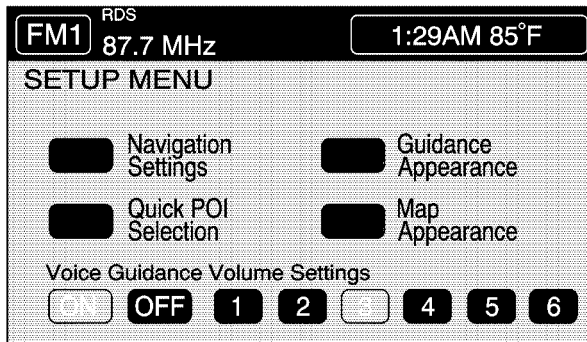 RDS
FM1 87.7 MHz 1:29AM 85°F
SETUP MENU
Navigation Guidance
Settings Appearance
Quick POI Map
Selection Appearance
Voice Guidance Volume Settings
ON OFF 1 2 3 4 5 6